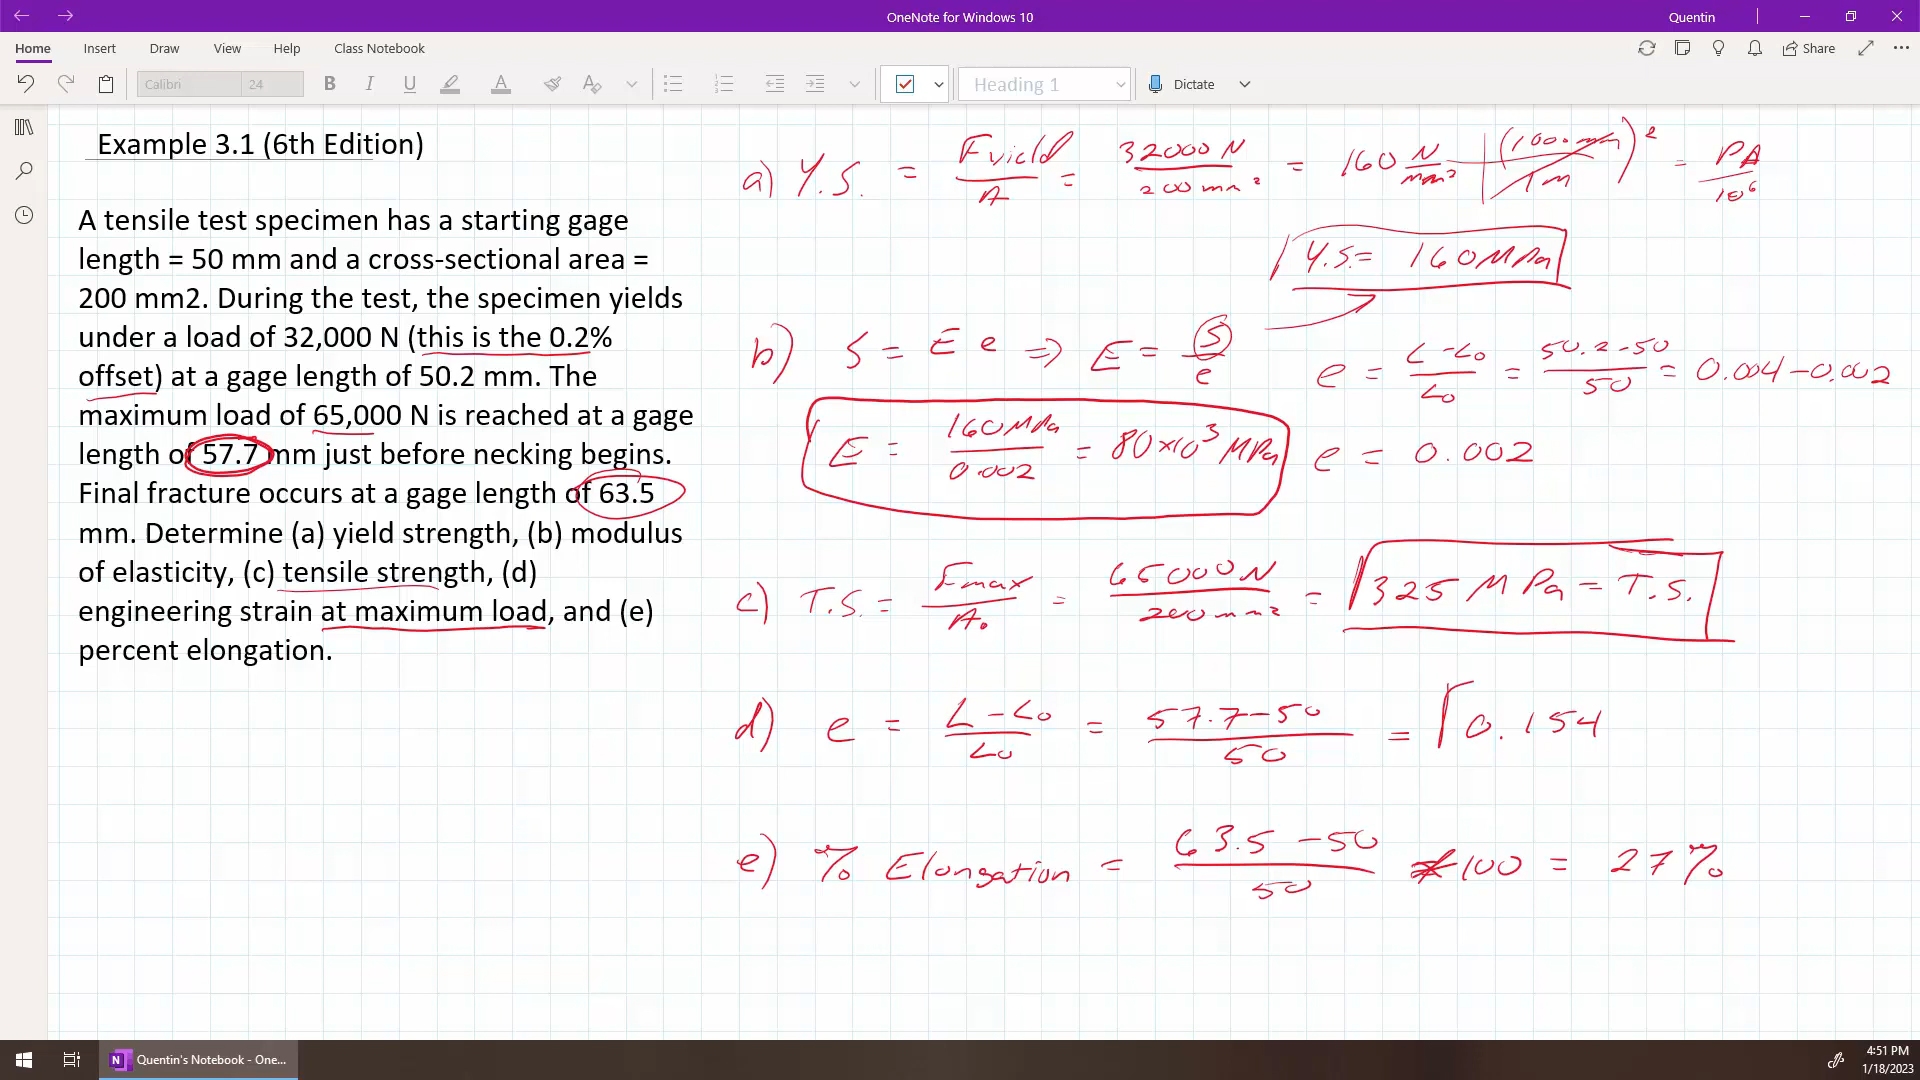 OneNote for Windows 10
Quentin
Home Insert Draw View Help Class Notebook
Share
Calibri 24 B I U A Heading 1 Dictate
Example 3.1 (6th Edition)
A tensile test specimen has a starting gage
length = 50 mm and a cross-sectional area =
200 mm2. During the test, the specimen yields
under a load of 32,000 N (this is the 0.2%
offset) at a gage length of 50.2 mm. The
maximum load of 65,000 N is reached at a gage
length of 57.7 mm just before necking begins.
Final fracture occurs at a gage length of 63.5
mm. Determine (a) yield strength, (b) modulus
of elasticity, (c) tensile strength, (d)
engineering strain at maximum load, and (e)
percent elongation.
a) Y.S. = Fyield / A = 32000 N / 200 mm² = 160 N / mm² | (1000 mm / 1m)² = PA / 10⁶
Y.S. = 160 MPa
b) S = E e => E = S / e
e = L - L₀ / L₀ = 50.2 - 50 / 50 = 0.004 - 0.002
E = 160 MPa / 0.002 = 80 × 10³ MPa
e = 0.002
c) T.S. = Fmax / A₀ = 65000 N / 200 mm² = 325 MPa = T.S.
d) e = L - L₀ / L₀ = 57.7 - 50 / 50 = 0.154
e) % Elongation = 63.5 - 50 / 50 * 100 = 27%
Quentin's Notebook - One...
4:51 PM
1/18/2023